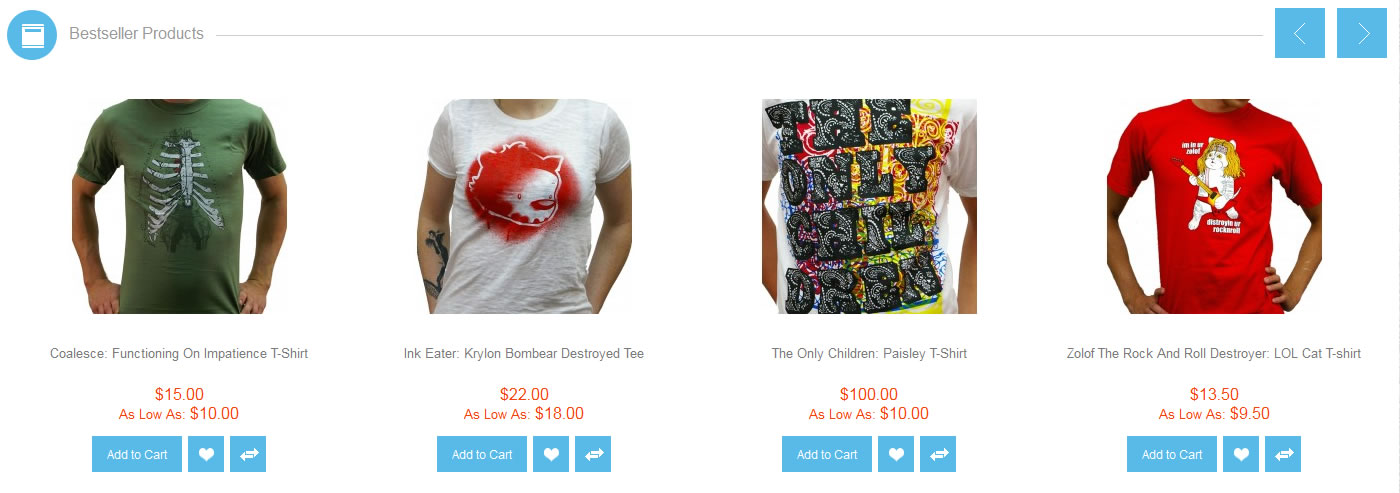 Bestseller Products
im in ur
zolof
distroyin ur
rocknroll
THE
ONLY
CHIL
DREN
Coalesce: Functioning On Impatience T-Shirt
$15.00
As Low As: $10.00
Add to Cart
Ink Eater: Krylon Bombear Destroyed Tee
$22.00
As Low As: $18.00
Add to Cart
The Only Children: Paisley T-Shirt
$100.00
As Low As: $10.00
Add to Cart
Zolof The Rock And Roll Destroyer: LOL Cat T-shirt
$13.50
As Low As: $9.50
Add to Cart